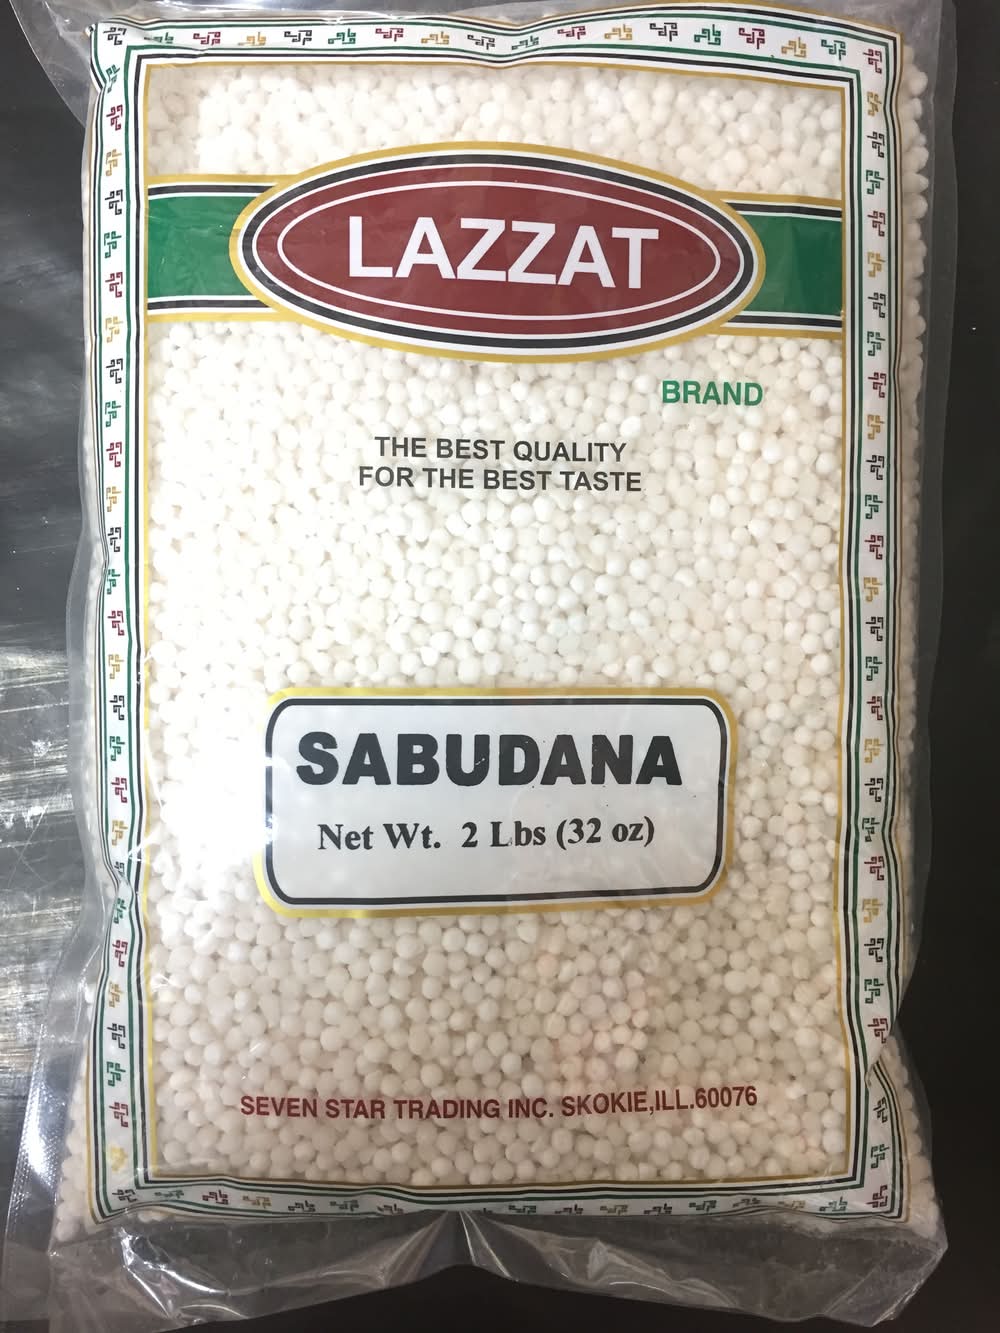 LAZZAT
BRAND
THE BEST QUALITY
FOR THE BEST TASTE
SABUDANA
Net Wt. 2 Lbs (32 oz)
SEVEN STAR TRADING INC. SKOKIE,ILL.60076